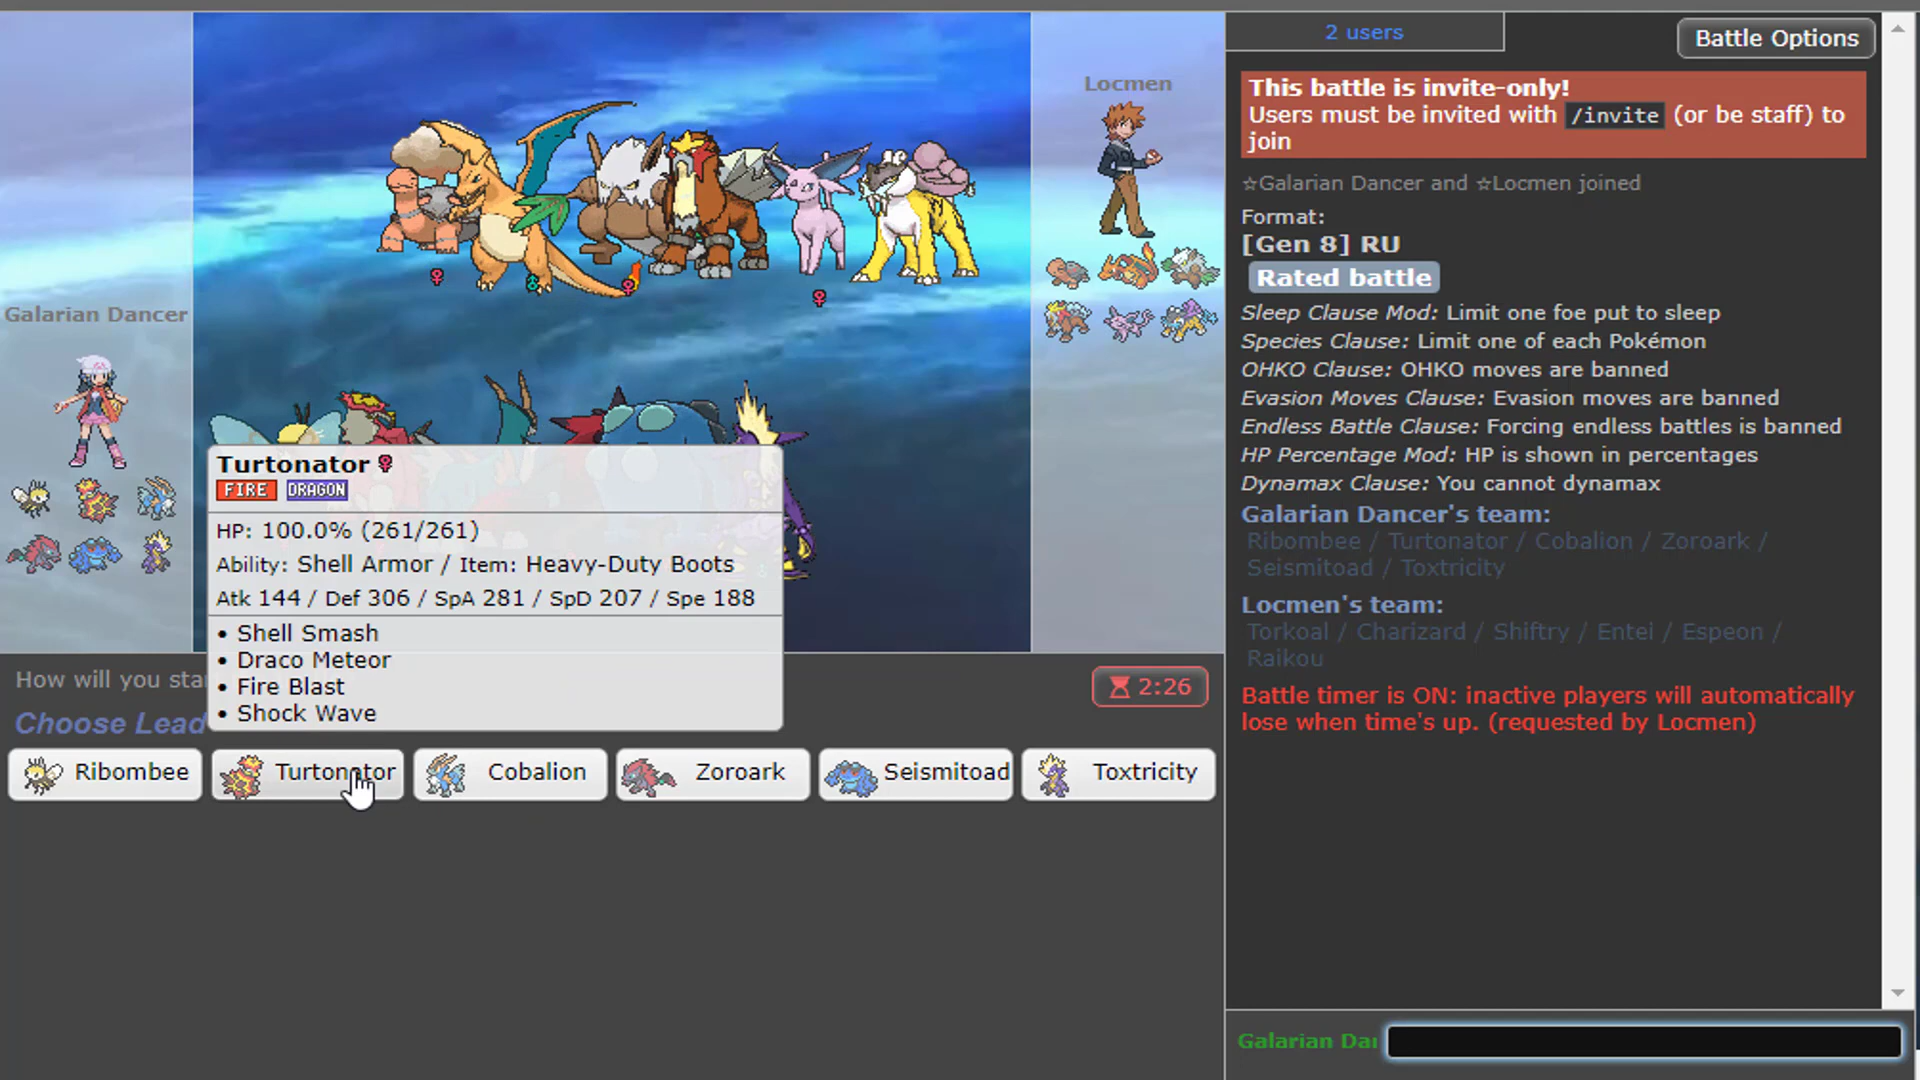 2 users
Battle Options
This battle is invite-only!
Users must be invited with /invite (or be staff) to
join
☆Galarian Dancer and ☆Locmen joined
Format:
[Gen 8] RU
Rated battle
Sleep Clause Mod: Limit one foe put to sleep
Species Clause: Limit one of each Pokémon
OHKO Clause: OHKO moves are banned
Evasion Moves Clause: Evasion moves are banned
Endless Battle Clause: Forcing endless battles is banned
HP Percentage Mod: HP is shown in percentages
Dynamax Clause: You cannot dynamax
Galarian Dancer's team:
Ribombee / Turtonator / Cobalion / Zoroark /
Seismitoad / Toxtricity
Locmen's team:
Torkoal / Charizard / Shiftry / Entei / Espeon /
Raikou
Battle timer is ON: inactive players will automatically
lose when time's up. (requested by Locmen)
Locmen
Galarian Dancer
Turtonator ♀
FIRE DRAGON
HP: 100.0% (261/261)
Ability: Shell Armor / Item: Heavy-Duty Boots
Atk 144 / Def 306 / SpA 281 / SpD 207 / Spe 188
• Shell Smash
• Draco Meteor
• Fire Blast
• Shock Wave
How will you sta
2:26
Choose Lead
Ribombee
Turtonator
Cobalion
Zoroark
Seismitoad
Toxtricity
Galarian Da